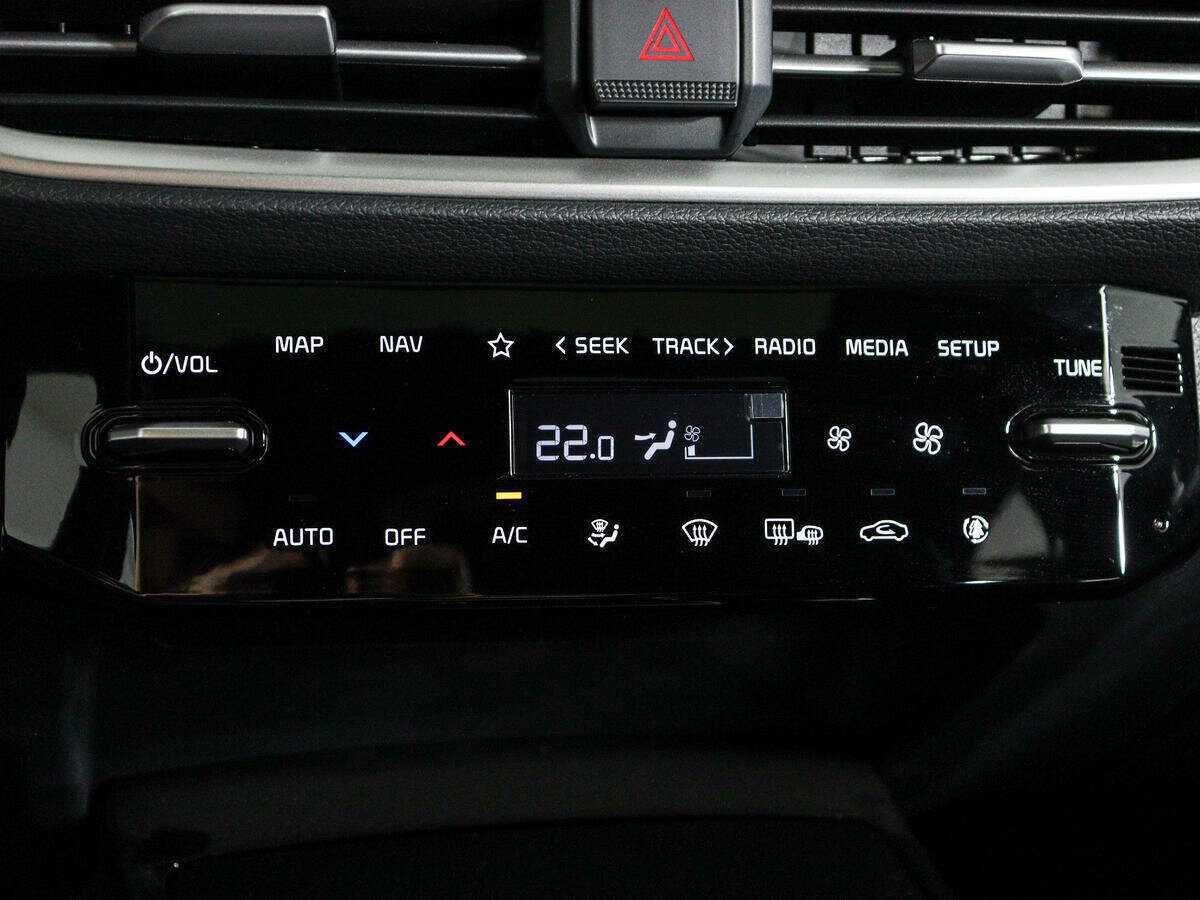 MAP NAV < SEEK TRACK > RADIO MEDIA SETUP
/VOL TUNE
22.0
AUTO OFF A/C